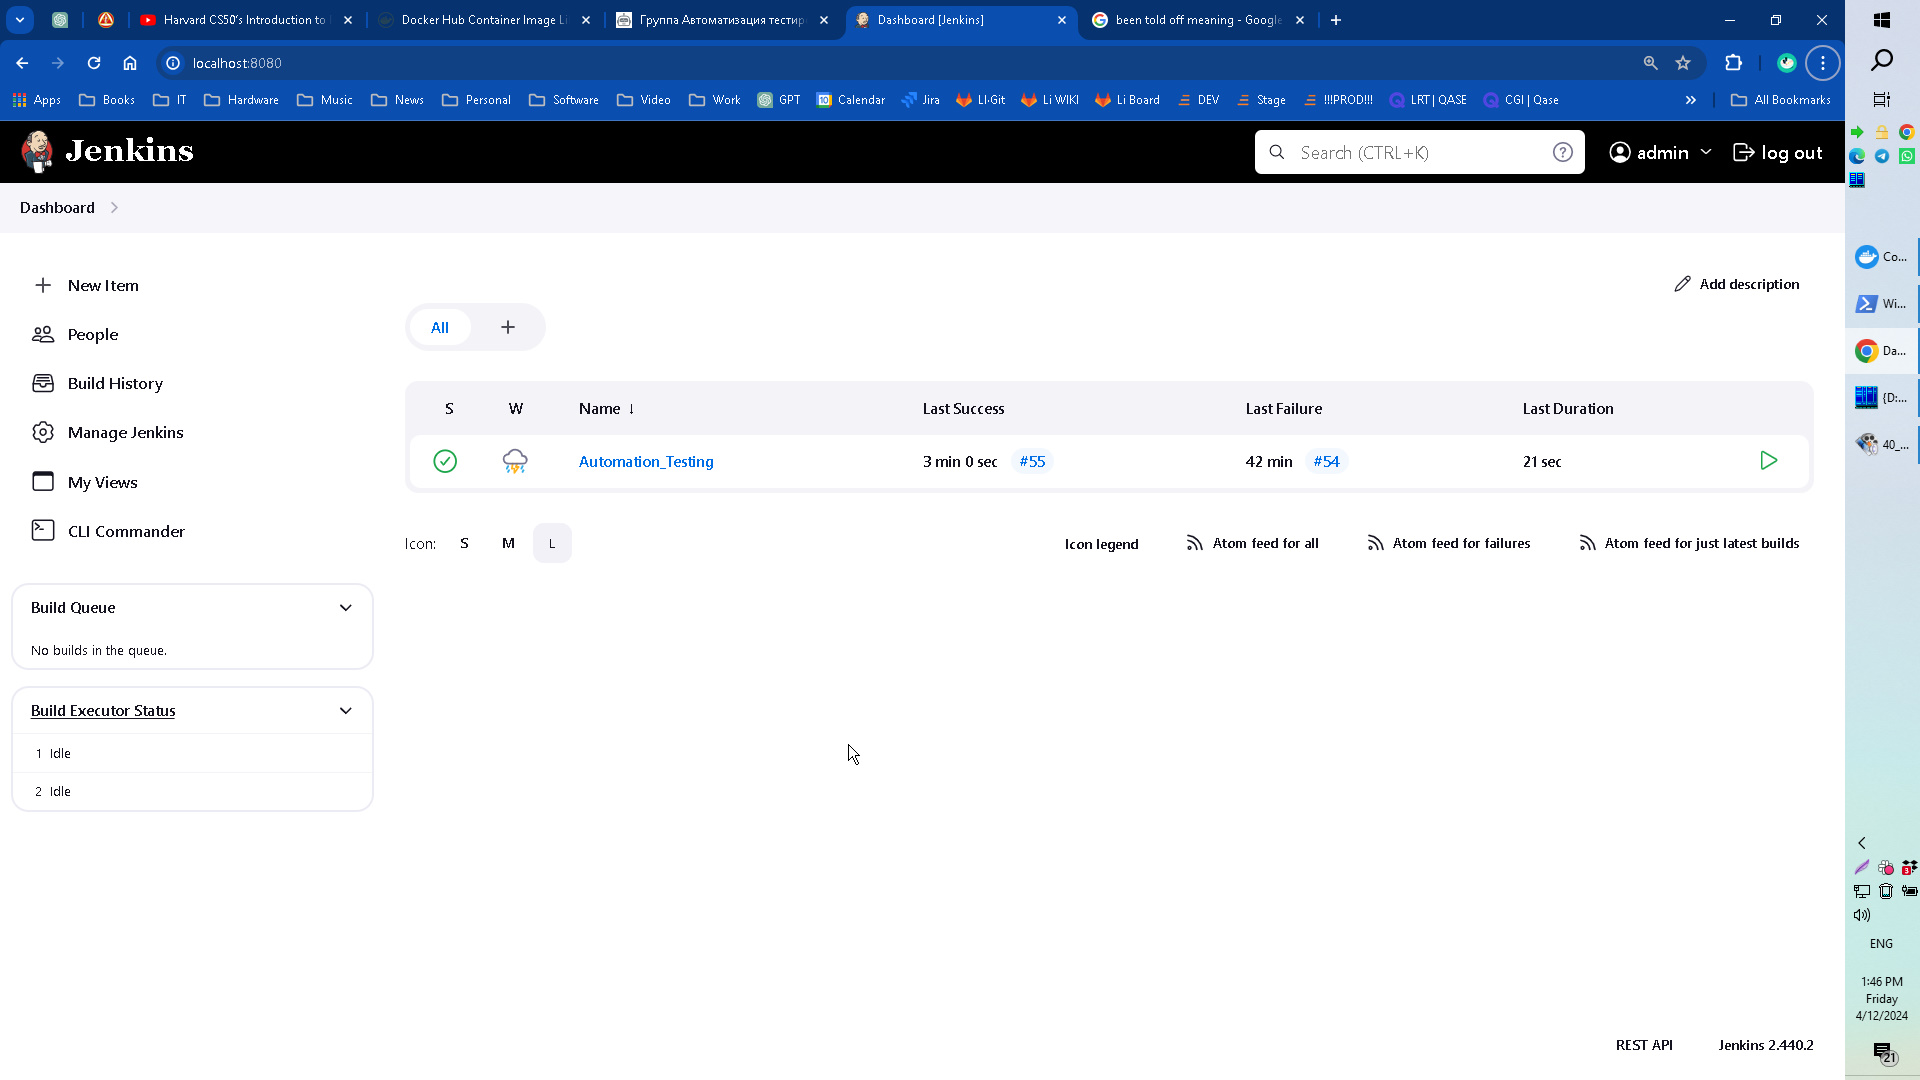 Harvard CS50's Introduction to
Docker Hub Container Image Li
Группа Автоматизация тестир
Dashboard [Jenkins]
been told off meaning - Google
localhost:8080
Apps Books IT Hardware Music News Personal Software Video Work GPT Calendar Jira LI-Git Li WIKI Li Board DEV Stage !!!PROD!!! LRT | QASE CGI | Qase » All Bookmarks
Jenkins
Search (CTRL+K)
admin
log out
Dashboard
New Item
People
Build History
Manage Jenkins
My Views
CLI Commander
Build Queue
No builds in the queue.
Build Executor Status
1 Idle
2 Idle
Add description
All +
S W Name ↓ Last Success Last Failure Last Duration
Automation_Testing 3 min 0 sec #55 42 min #54 21 sec
Icon: S M L
Icon legend
Atom feed for all
Atom feed for failures
Atom feed for just latest builds
REST API
Jenkins 2.440.2
Co...
Wi...
Da...
{D:...
40_...
3
ENG
1:46 PM
Friday
4/12/2024
21